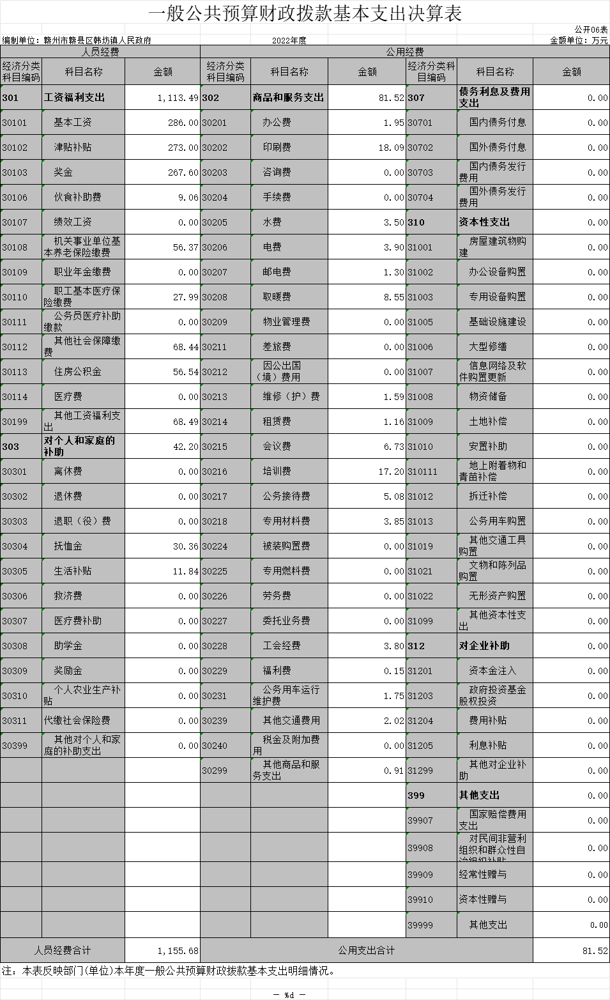 一般公共预算财政拨款基本支出决算表
公开06表
编制单位：赣州市赣县区韩坊镇人民政府 2022年度 金额单位：万元
人员经费 公用经费
经济分类科目编码 科目名称 金额 经济分类科目编码 科目名称 金额 经济分类科目编码 科目名称 金额
301 工资福利支出 1,113.49 302 商品和服务支出 81.52 307 债务利息及费用支出 0.00
30101 基本工资 286.00 30201 办公费 1.95 30701 国内债务付息 0.00
30102 津贴补贴 273.00 30202 印刷费 18.09 30702 国外债务付息 0.00
30103 奖金 267.60 30203 咨询费 0.00 30703 国内债务发行费用 0.00
30106 伙食补助费 9.06 30204 手续费 0.00 30704 国外债务发行费用 0.00
30107 绩效工资 0.00 30205 水费 3.50 310 资本性支出 0.00
30108 机关事业单位基本养老保险缴费 56.37 30206 电费 3.90 31001 房屋建筑物购建 0.00
30109 职业年金缴费 0.00 30207 邮电费 1.30 31002 办公设备购置 0.00
30110 职工基本医疗保险缴费 27.99 30208 取暖费 8.55 31003 专用设备购置 0.00
30111 公务员医疗补助缴款 0.00 30209 物业管理费 0.00 31005 基础设施建设 0.00
30112 其他社会保障缴费 68.44 30211 差旅费 0.00 31006 大型修缮 0.00
30113 住房公积金 56.54 30212 因公出国（境）费用 0.00 31007 信息网络及软件购置更新 0.00
30114 医疗费 0.00 30213 维修（护）费 1.59 31008 物资储备 0.00
30199 其他工资福利支出 68.49 30214 租赁费 1.16 31009 土地补偿 0.00
303 对个人和家庭的补助 42.20 30215 会议费 6.73 31010 安置补助 0.00
30301 离休费 0.00 30216 培训费 17.20 310111 地上附着物和青苗补偿 0.00
30302 退休费 0.00 30217 公务接待费 5.08 31012 拆迁补偿 0.00
30303 退职（役）费 0.00 30218 专用材料费 3.85 31013 公务用车购置 0.00
30304 抚恤金 30.36 30224 被装购置费 0.00 31019 其他交通工具购置 0.00
30305 生活补贴 11.84 30225 专用燃料费 0.00 31021 文物和陈列品购置 0.00
30306 救济费 0.00 30226 劳务费 0.00 31022 无形资产购置 0.00
30307 医疗费补助 0.00 30227 委托业务费 0.00 31099 其他资本性支出 0.00
30308 助学金 0.00 30228 工会经费 3.80 312 对企业补助 0.00
30309 奖励金 0.00 30229 福利费 0.15 31201 资本金注入 0.00
30310 个人农业生产补贴 0.00 30231 公务用车运行维护费 1.75 31203 政府投资基金股权投资 0.00
30311 代缴社会保险费 0.00 30239 其他交通费用 2.02 31204 费用补贴 0.00
30399 其他对个人和家庭的补助支出 0.00 30240 税金及附加费用 0.00 31205 利息补贴 0.00
30299 其他商品和服务支出 0.91 31299 其他对企业补助 0.00
399 其他支出 0.00
39907 国家赔偿费用支出 0.00
39908 对民间非营利组织和群众性自治组织补贴 0.00
39909 经常性赠与 0.00
39910 资本性赠与 0.00
39999 其他支出 0.00
人员经费合计 1,155.68 公用支出合计 81.52
注：本表反映部门(单位)本年度一般公共预算财政拨款基本支出明细情况。
— %d —